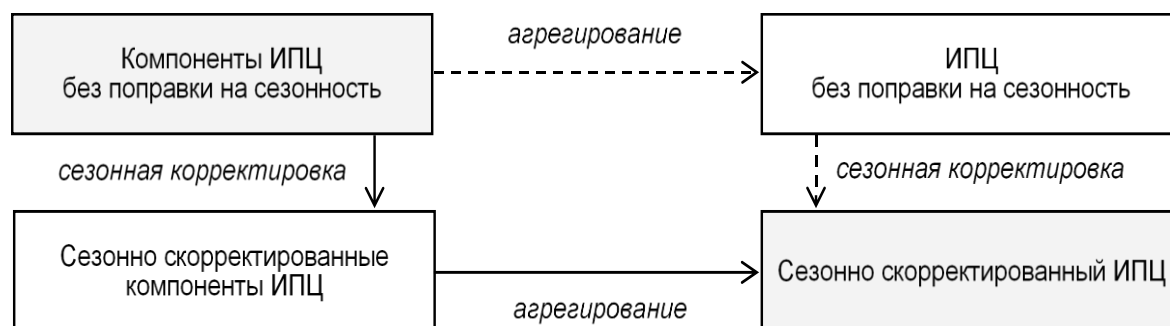 агрегирование
Компоненты ИПЦ
без поправки на сезонность
ИПЦ
без поправки на сезонность
сезонная корректировка
сезонная корректировка
Сезонно скорректированные
компоненты ИПЦ
Сезонно скорректированный ИПЦ
агрегирование